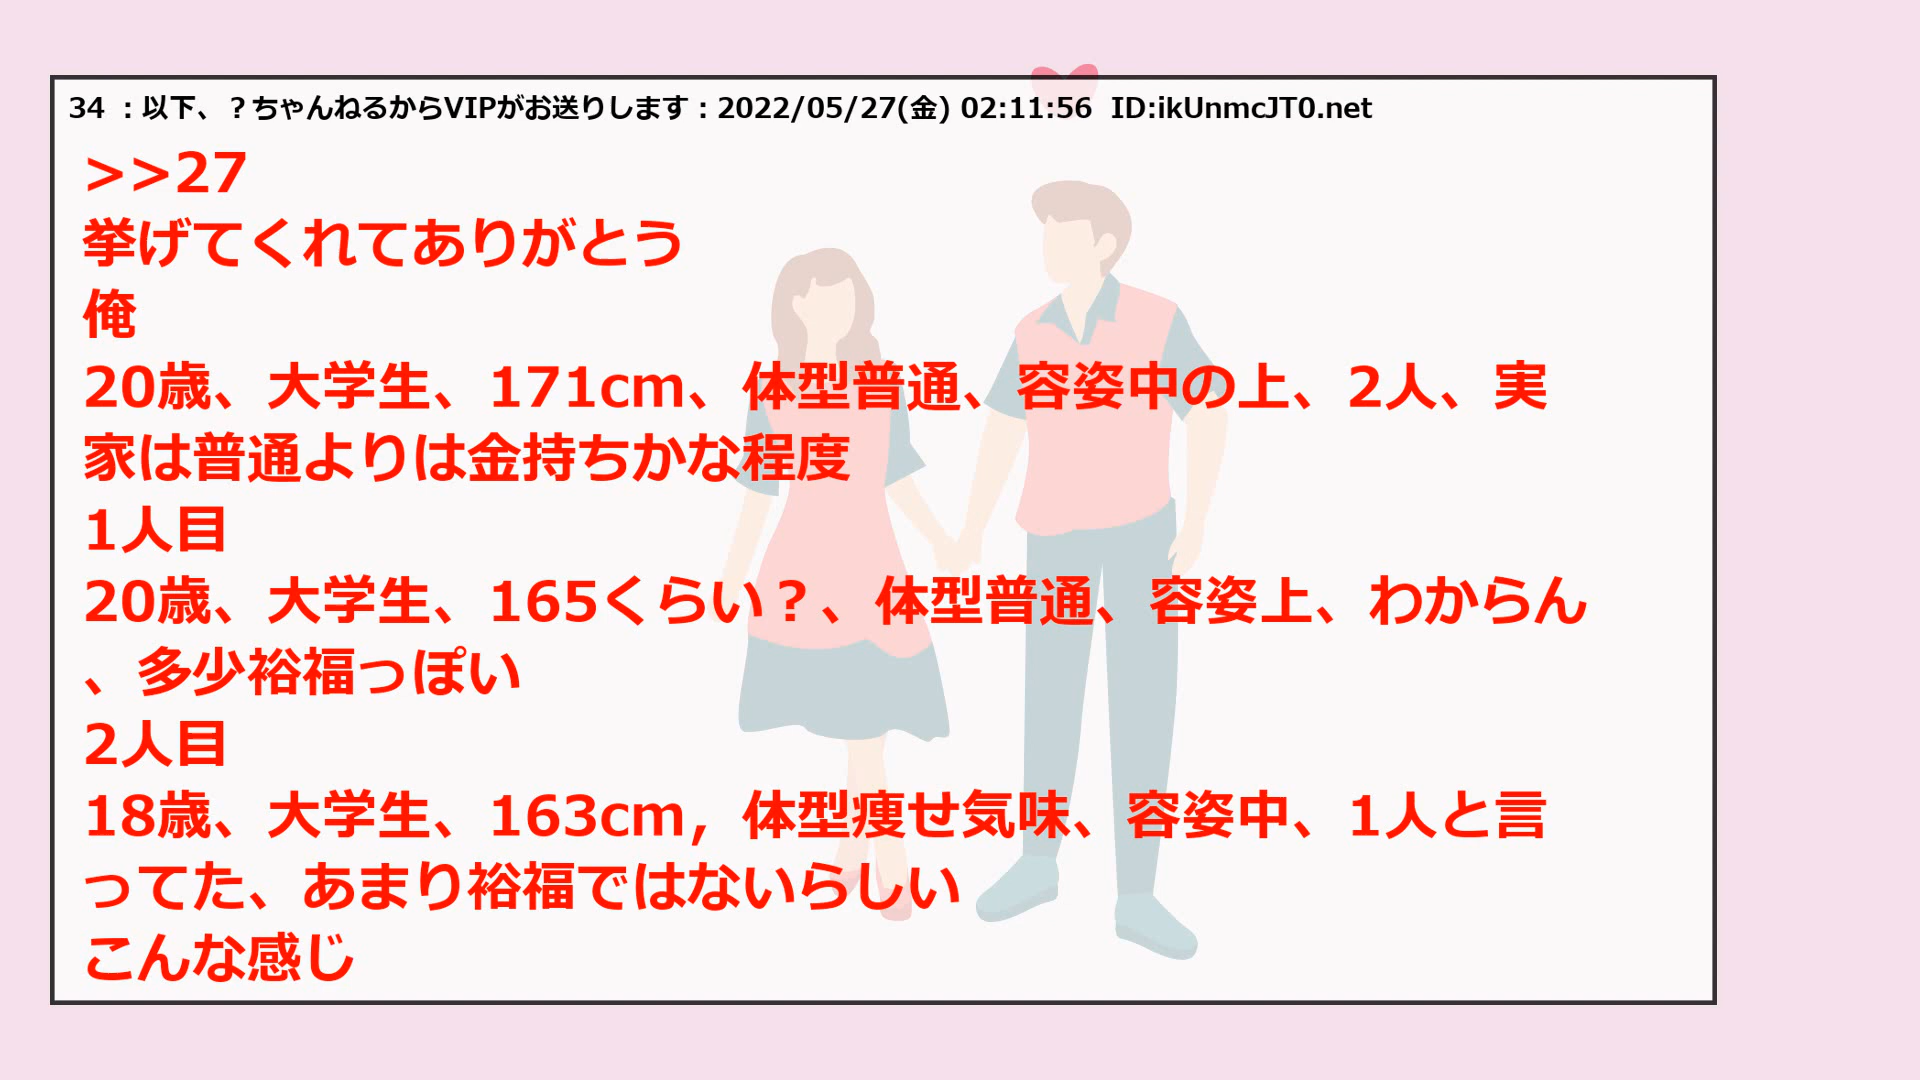 34 ：以下、？ちゃんねるからVIPがお送りします：2022/05/27(金) 02:11:56 ID:ikUnmcJT0.net
>>27
挙げてくれてありがとう
俺
20歳、大学生、171cm、体型普通、容姿中の上、2人、実
家は普通よりは金持ちかな程度
1人目
20歳、大学生、165くらい？、体型普通、容姿上、わからん
、多少裕福っぽい
2人目
18歳、大学生、163cm，体型痩せ気味、容姿中、1人と言
ってた、あまり裕福ではないらしい
こんな感じ